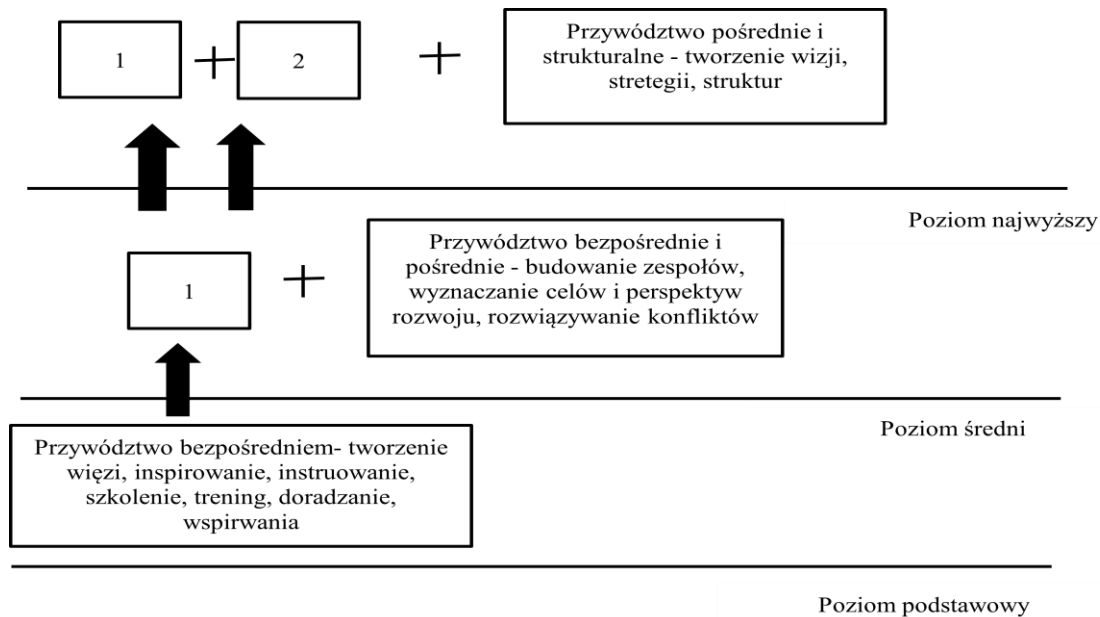 1
+
2
+
Przywództwo pośrednie i
strukturalne - tworzenie wizji,
stretegii, struktur
Poziom najwyższy
1
+
Przywództwo bezpośrednie i
pośrednie - budowanie zespołów,
wyznaczanie celów i perspektyw
rozwoju, rozwiązywanie konfliktów
Poziom średni
Przywództwo bezpośredniem- tworzenie
więzi, inspirowanie, instruowanie,
szkolenie, trening, doradzanie,
wspirwania
Poziom podstawowy